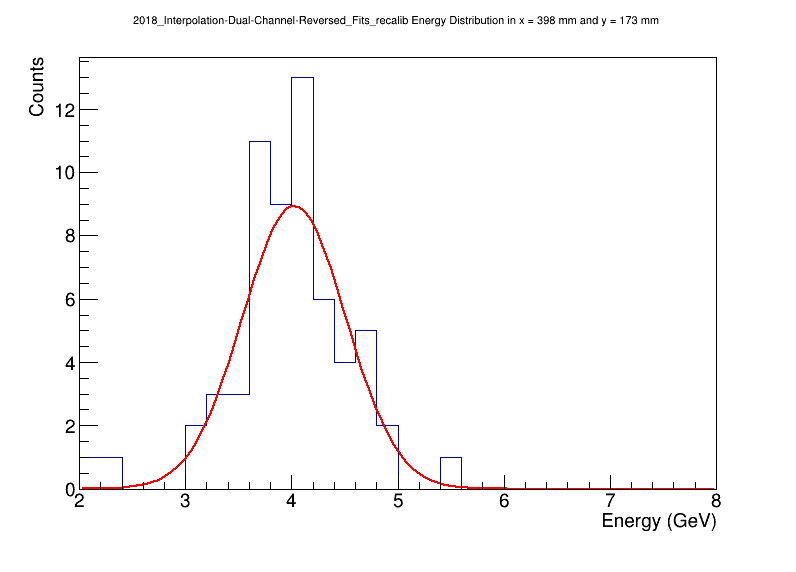 2018_Interpolation-Dual-Channel-Reversed_Fits_recalib Energy Distribution in x = 398 mm and y = 173 mm
Counts
12
10
8
6
4
2
0
2 3 4 5 6 7 8
Energy (GeV)